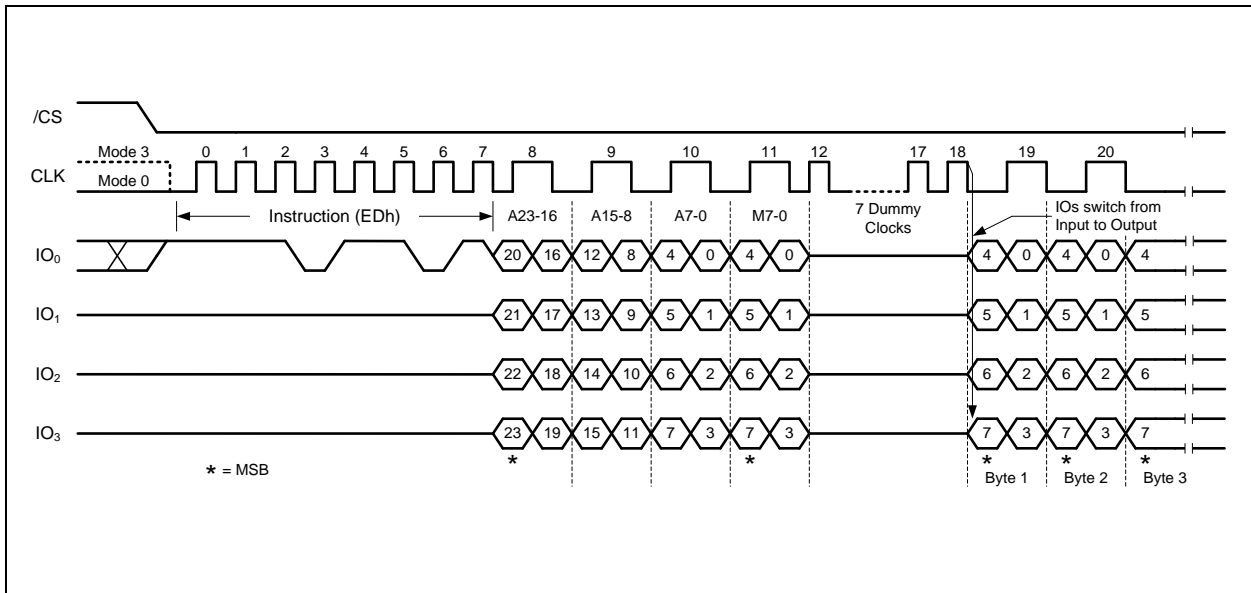 /CS
Mode 3 0 1 2 3 4 5 6 7 8 9 10 11 12 17 18 19 20
CLK Mode 0
Instruction (EDh) A23-16 A15-8 A7-0 M7-0 7 Dummy IOs switch from
Clocks Input to Output
IO₀ 20 16 12 8 4 0 4 0 4 0 4 0 4
IO₁ 21 17 13 9 5 1 5 1 5 1 5 1 5
IO₂ 22 18 14 10 6 2 6 2 6 2 6 2 6
IO₃ 23 19 15 11 7 3 7 3 7 3 7 3 7
* = MSB * * * * *
Byte 1 Byte 2 Byte 3